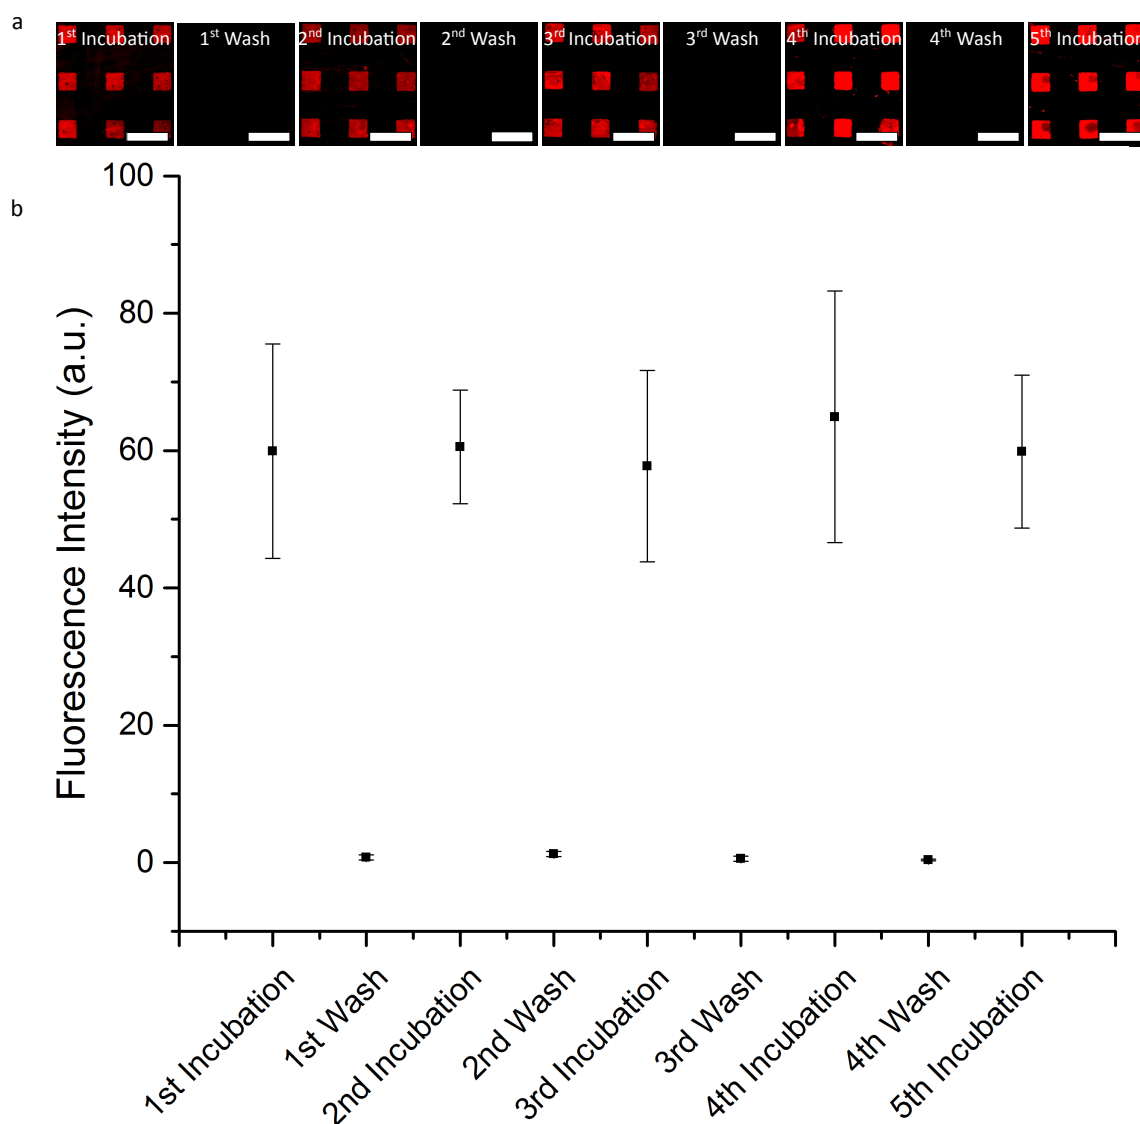 a
1st Incubation
1st Wash
2nd Incubation
2nd Wash
3rd Incubation
3rd Wash
4th Incubation
4th Wash
5th Incubation
b
Fluorescence Intensity (a.u.)
100
80
60
40
20
0
1st Incubation
1st Wash
2nd Incubation
2nd Wash
3rd Incubation
3rd Wash
4th Incubation
4th Wash
5th Incubation